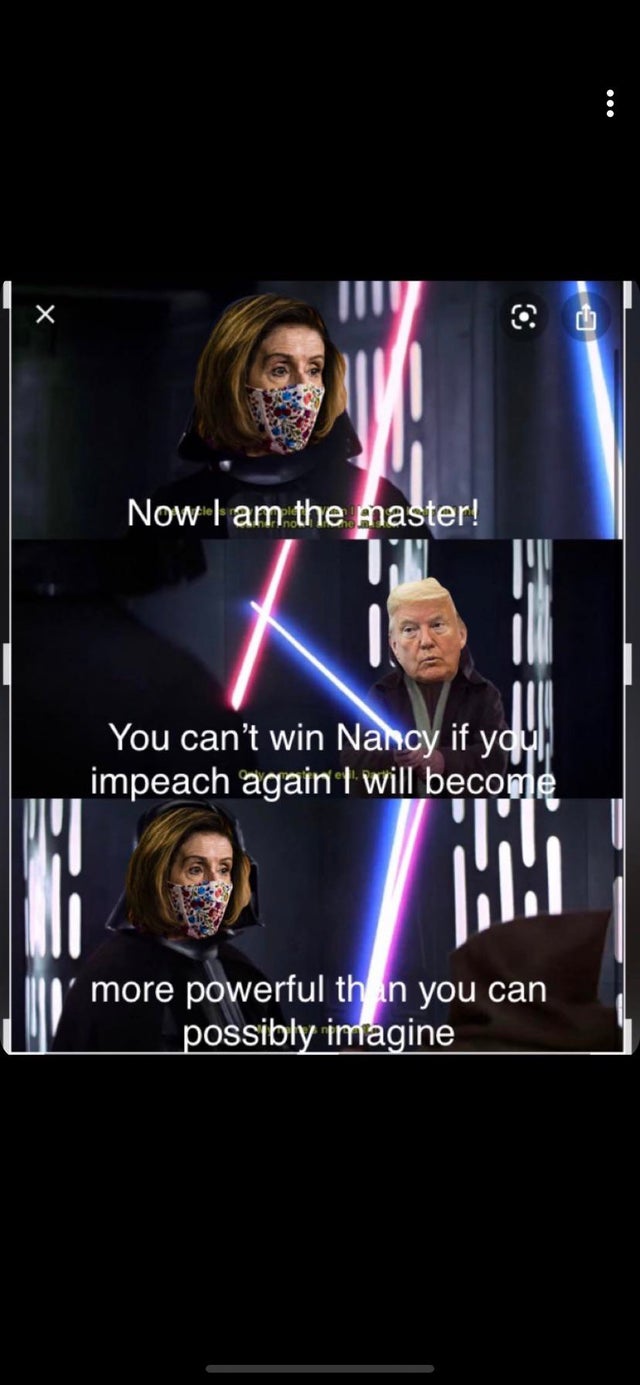 Now I am the master!
You can't win Nancy if you
impeach again I will become
more powerful than you can
possibly imagine